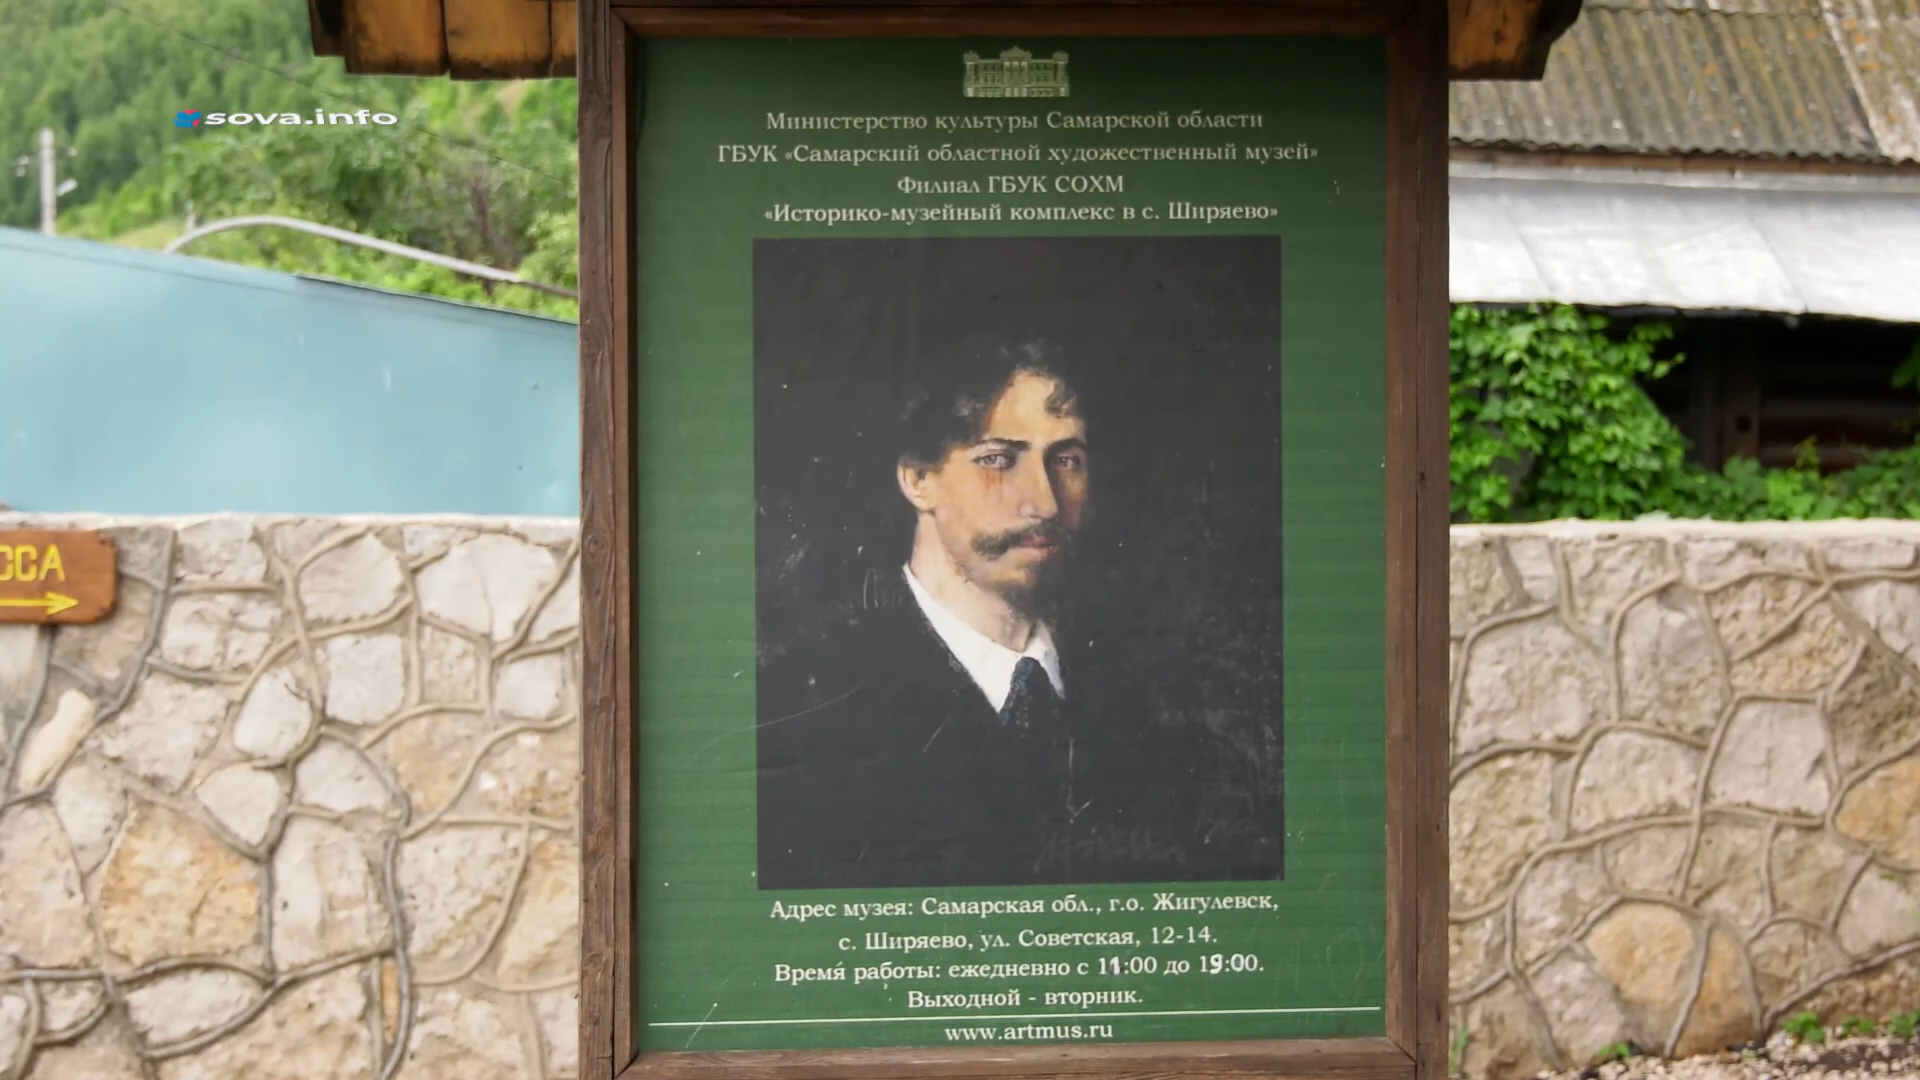 sova.info
Министерство культуры Самарской области
ГБУК «Самарский областной художественный музей»
Филиал ГБУК СОХМ
«Историко-музейный комплекс в с. Ширяево»
ССА
Адрес музея: Самарская обл., г.о. Жигулевск,
с. Ширяево, ул. Советская, 12-14.
Время работы: ежедневно с 11:00 до 19:00.
Выходной - вторник.
www.artmus.ru